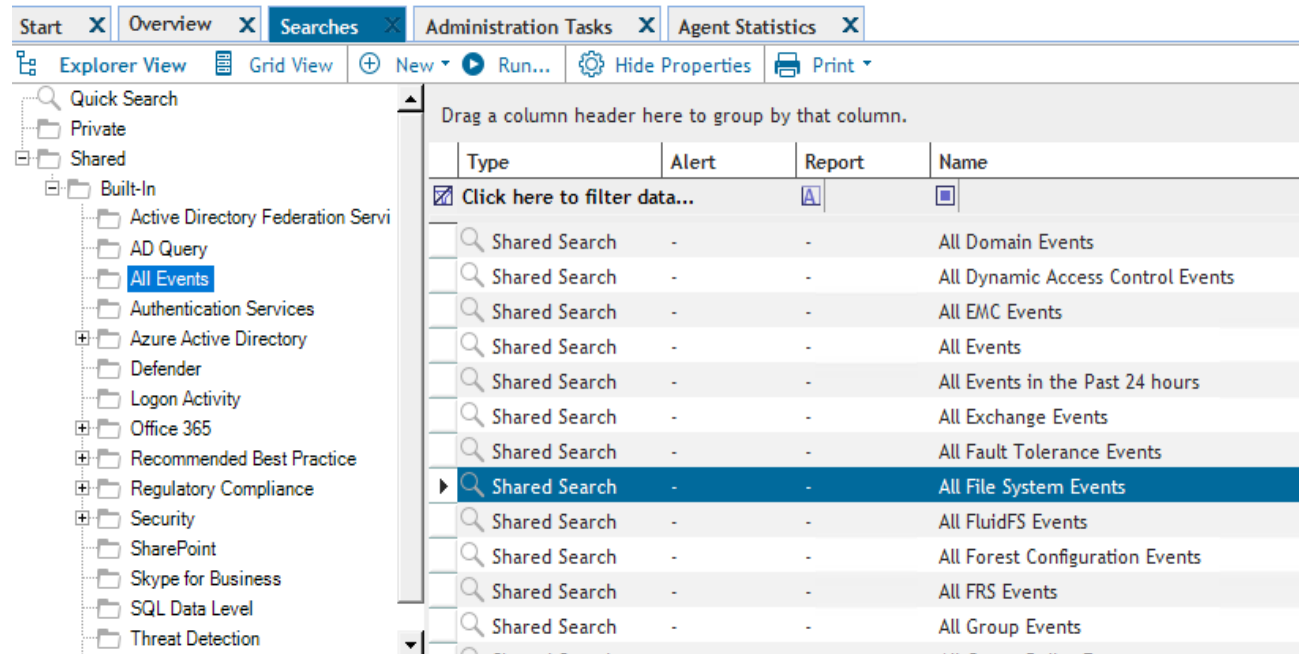 Start X Overview X Searches X Administration Tasks X Agent Statistics X
Explorer View Grid View New Run... Hide Properties Print
Quick Search
Private
Shared
Built-In
Active Directory Federation Servi
AD Query
All Events
Authentication Services
Azure Active Directory
Defender
Logon Activity
Office 365
Recommended Best Practice
Regulatory Compliance
Security
SharePoint
Skype for Business
SQL Data Level
Threat Detection
Drag a column header here to group by that column.
Type Alert Report Name
Click here to filter data... A
Shared Search - - All Domain Events
Shared Search - - All Dynamic Access Control Events
Shared Search - - All EMC Events
Shared Search - - All Events
Shared Search - - All Events in the Past 24 hours
Shared Search - - All Exchange Events
Shared Search - - All Fault Tolerance Events
Shared Search - - All File System Events
Shared Search - - All FluidFS Events
Shared Search - - All Forest Configuration Events
Shared Search - - All FRS Events
Shared Search - - All Group Events